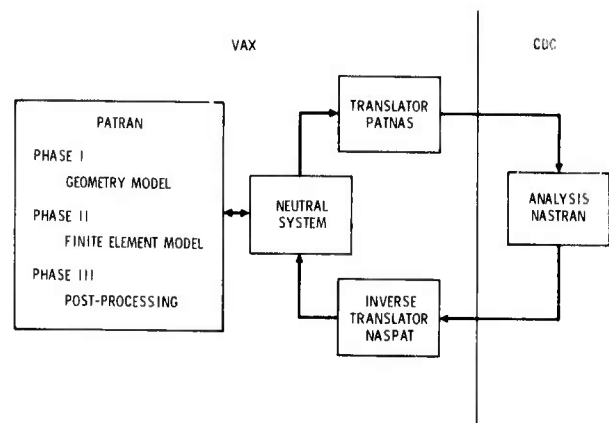 VAX
CDC
PATRAN
PHASE I
GEOMETRY MODEL
PHASE II
FINITE ELEMENT MODEL
PHASE III
POST-PROCESSING
NEUTRAL
SYSTEM
TRANSLATOR
PATNAS
ANALYSIS
NASTRAN
INVERSE
TRANSLATOR
NASPAT